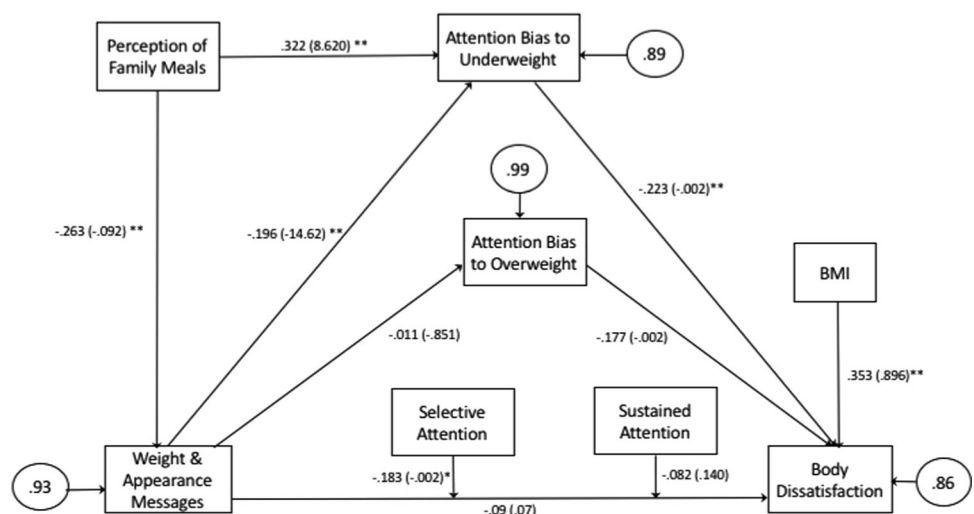 Perception of
Family Meals
.322 (8.620) **
Attention Bias to
Underweight
.89
.99
-.263 (-.092) **
-.196 (-14.62) **
-.223 (-.002)**
Attention Bias
to Overweight
BMI
-.011 (-.851)
-.177 (-.002)
.353 (.896)**
Selective
Attention
Sustained
Attention
.93
Weight &
Appearance
Messages
-.183 (-.002)*
-.082 (.140)
-.09 (.07)
Body
Dissatisfaction
.86